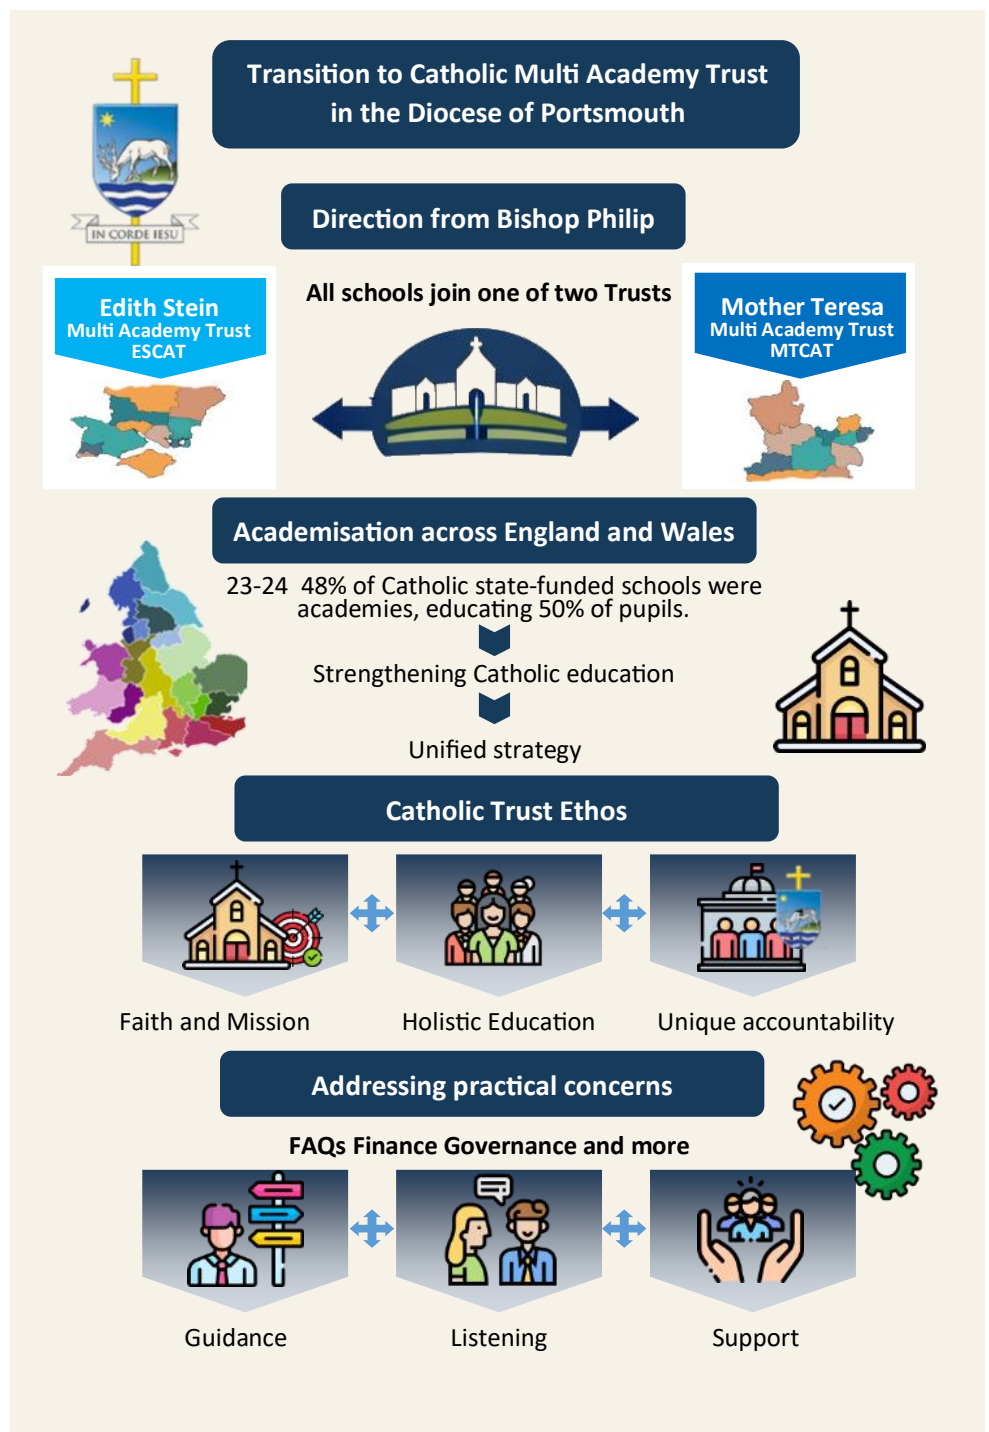 Transition to Catholic Multi Academy Trust
in the Diocese of Portsmouth
IN CORDE IESU
Direction from Bishop Philip
All schools join one of two Trusts
Edith Stein
Multi Academy Trust
ESCAT
Mother Teresa
Multi Academy Trust
MTCAT
Academisation across England and Wales
23-24 48% of Catholic state-funded schools were
academies, educating 50% of pupils.
Strengthening Catholic education
Unified strategy
Catholic Trust Ethos
Faith and Mission
Holistic Education
Unique accountability
Addressing practical concerns
FAQs Finance Governance and more
Guidance
Listening
Support